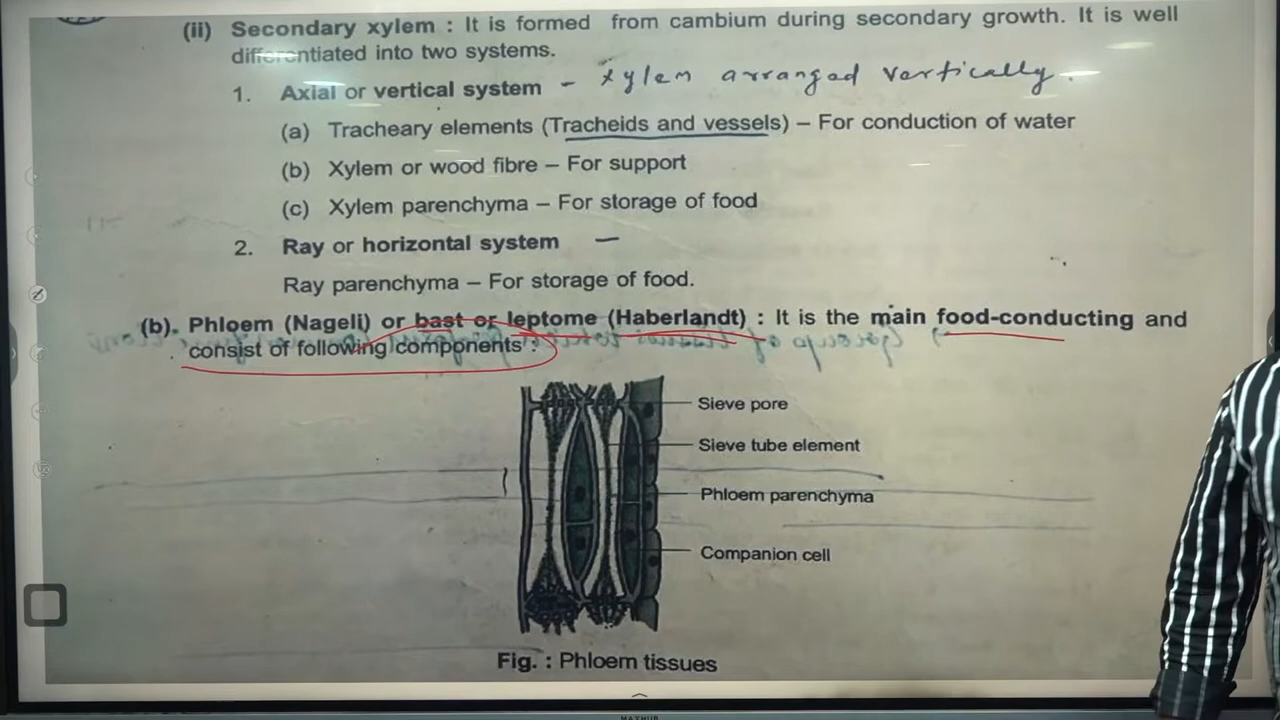 (ii) Secondary xylem : It is formed from cambium during secondary growth. It is well
differentiated into two systems.
1. Axial or vertical system – xylem arranged vertically.
(a) Tracheary elements (Tracheids and vessels) – For conduction of water
(b) Xylem or wood fibre – For support
(c) Xylem parenchyma – For storage of food
2. Ray or horizontal system –
Ray parenchyma – For storage of food.
(b). Phloem (Nageli) or bast or leptome (Haberlandt) : It is the main food-conducting and
consist of following components :
Sieve pore
Sieve tube element
Phloem parenchyma
Companion cell
Fig. : Phloem tissues